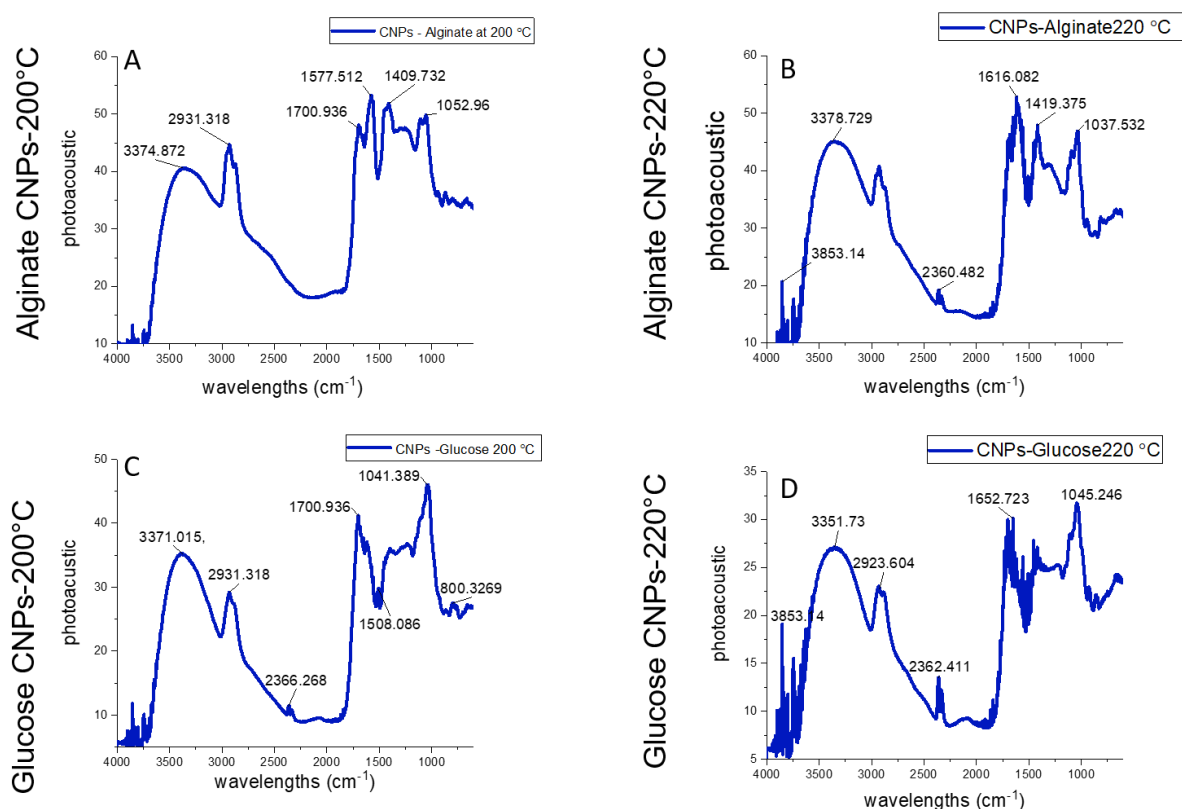 CNPs - Alginate at 200 °C
A
Alginate CNPs-200°C
photoacoustic
60
50
40
30
20
10
3374.872
2931.318
1700.936
1577.512
1409.732
1052.96
4000 3500 3000 2500 2000 1500 1000
wavelengths (cm-1)
CNPs-Alginate220 °C
B
Alginate CNPs-220°C
photoacoustic
60
50
40
30
20
10
3853.14
3378.729
2360.482
1616.082
1419.375
1037.532
4000 3500 3000 2500 2000 1500 1000
wavelengths (cm-1)
CNPs -Glucose 200 °C
C
Glucose CNPs-200°C
photoacoustic
50
40
30
20
10
3371.015,
2931.318
2366.268
1700.936
1508.086
1041.389
800.3269
4000 3500 3000 2500 2000 1500 1000
wavelengths (cm-1)
CNPs-Glucose220 °C
D
Glucose CNPs-220°C
photoacustic
35
30
25
20
15
10
5
3853.14
3351.73
2923.604
2362.411
1652.723
1045.246
4000 3500 3000 2500 2000 1500 1000
wavelengths (cm-1)